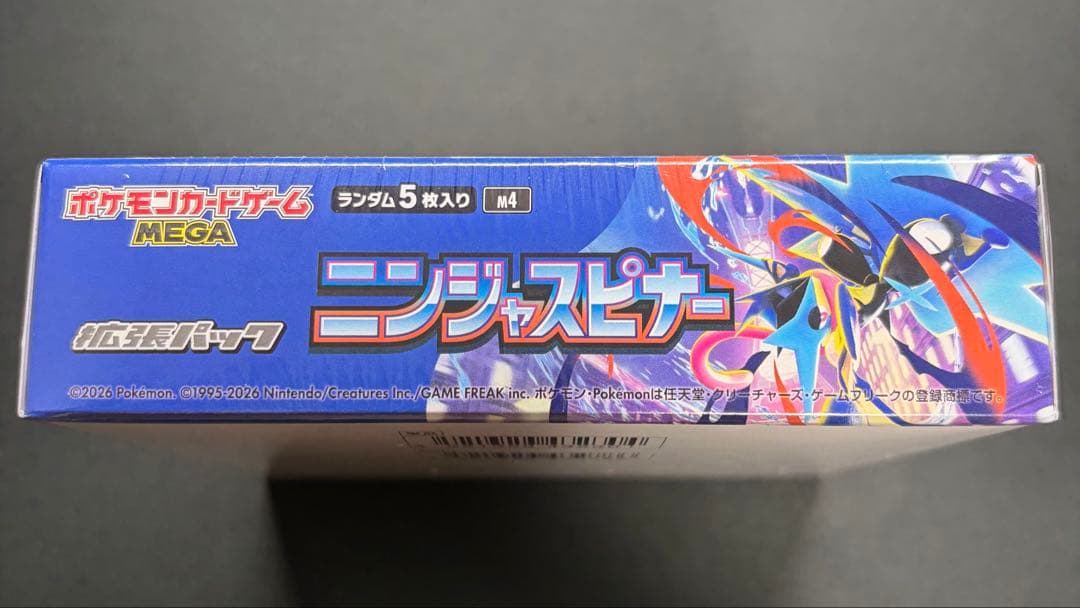 ポケモンカードゲーム
MEGA
ランダム5枚入り
M4
ニンジャスピナー
拡張パック
©2026 Pokémon. ©1995-2026 Nintendo/Creatures Inc./GAME FREAK inc. ポケモン・Pokémonは任天堂・クリーチャーズ・ゲームフリークの登録商標です。